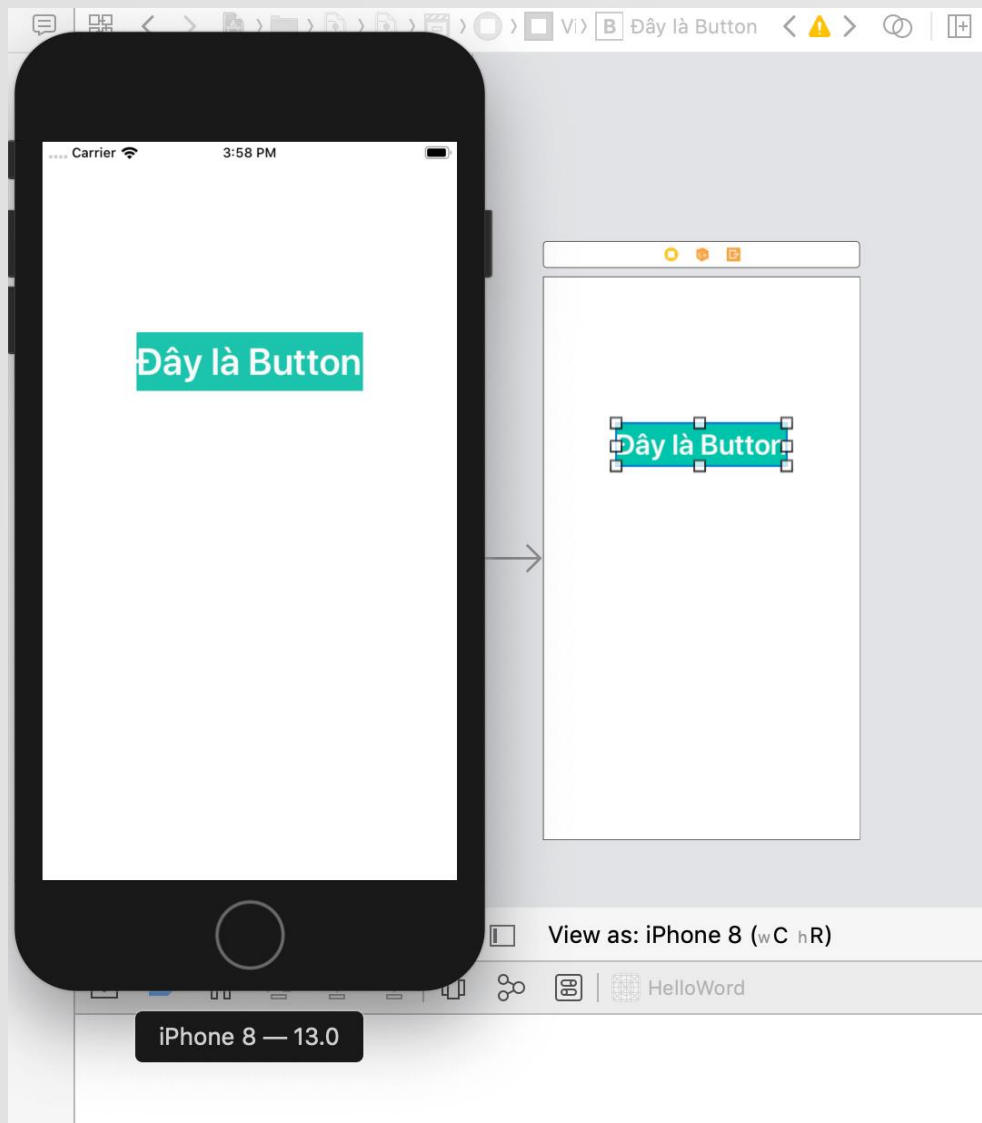 Vi
B
Đây là Button
Carrier
3:58 PM
Đây là Button
Đây là Button
View as: iPhone 8 (wC hR)
HelloWord
iPhone 8 — 13.0